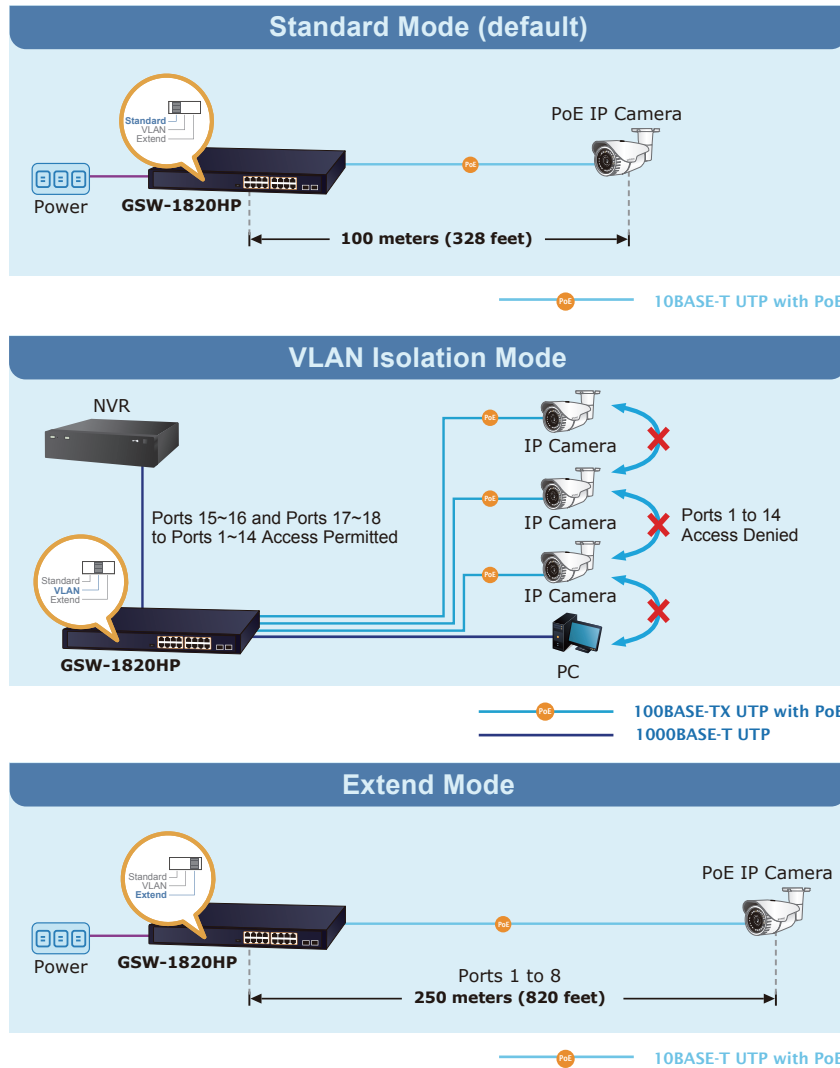 Standard Mode (default)
Standard
VLAN
Extend
PoE IP Camera
PoE
Power
GSW-1820HP
100 meters (328 feet)
PoE
10BASE-T UTP with PoE
VLAN Isolation Mode
NVR
PoE
IP Camera
Ports 15~16 and Ports 17~18
to Ports 1~14 Access Permitted
PoE
IP Camera
Ports 1 to 14
Access Denied
Standard
VLAN
Extend
PoE
IP Camera
GSW-1820HP
PC
PoE
100BASE-TX UTP with PoE
1000BASE-T UTP
Extend Mode
Standard
VLAN
Extend
PoE IP Camera
PoE
Power
GSW-1820HP
Ports 1 to 8
250 meters (820 feet)
PoE
10BASE-T UTP with PoE